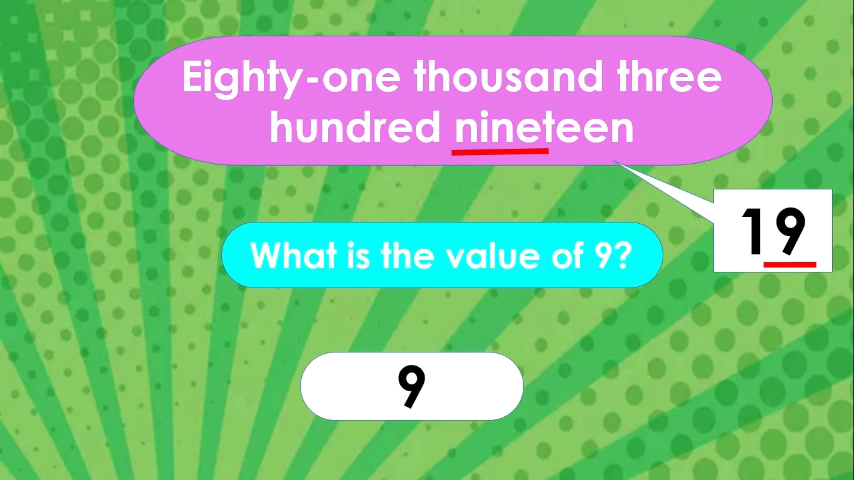 Eighty-one thousand three
hundred nineteen
19
What is the value of 9?
9